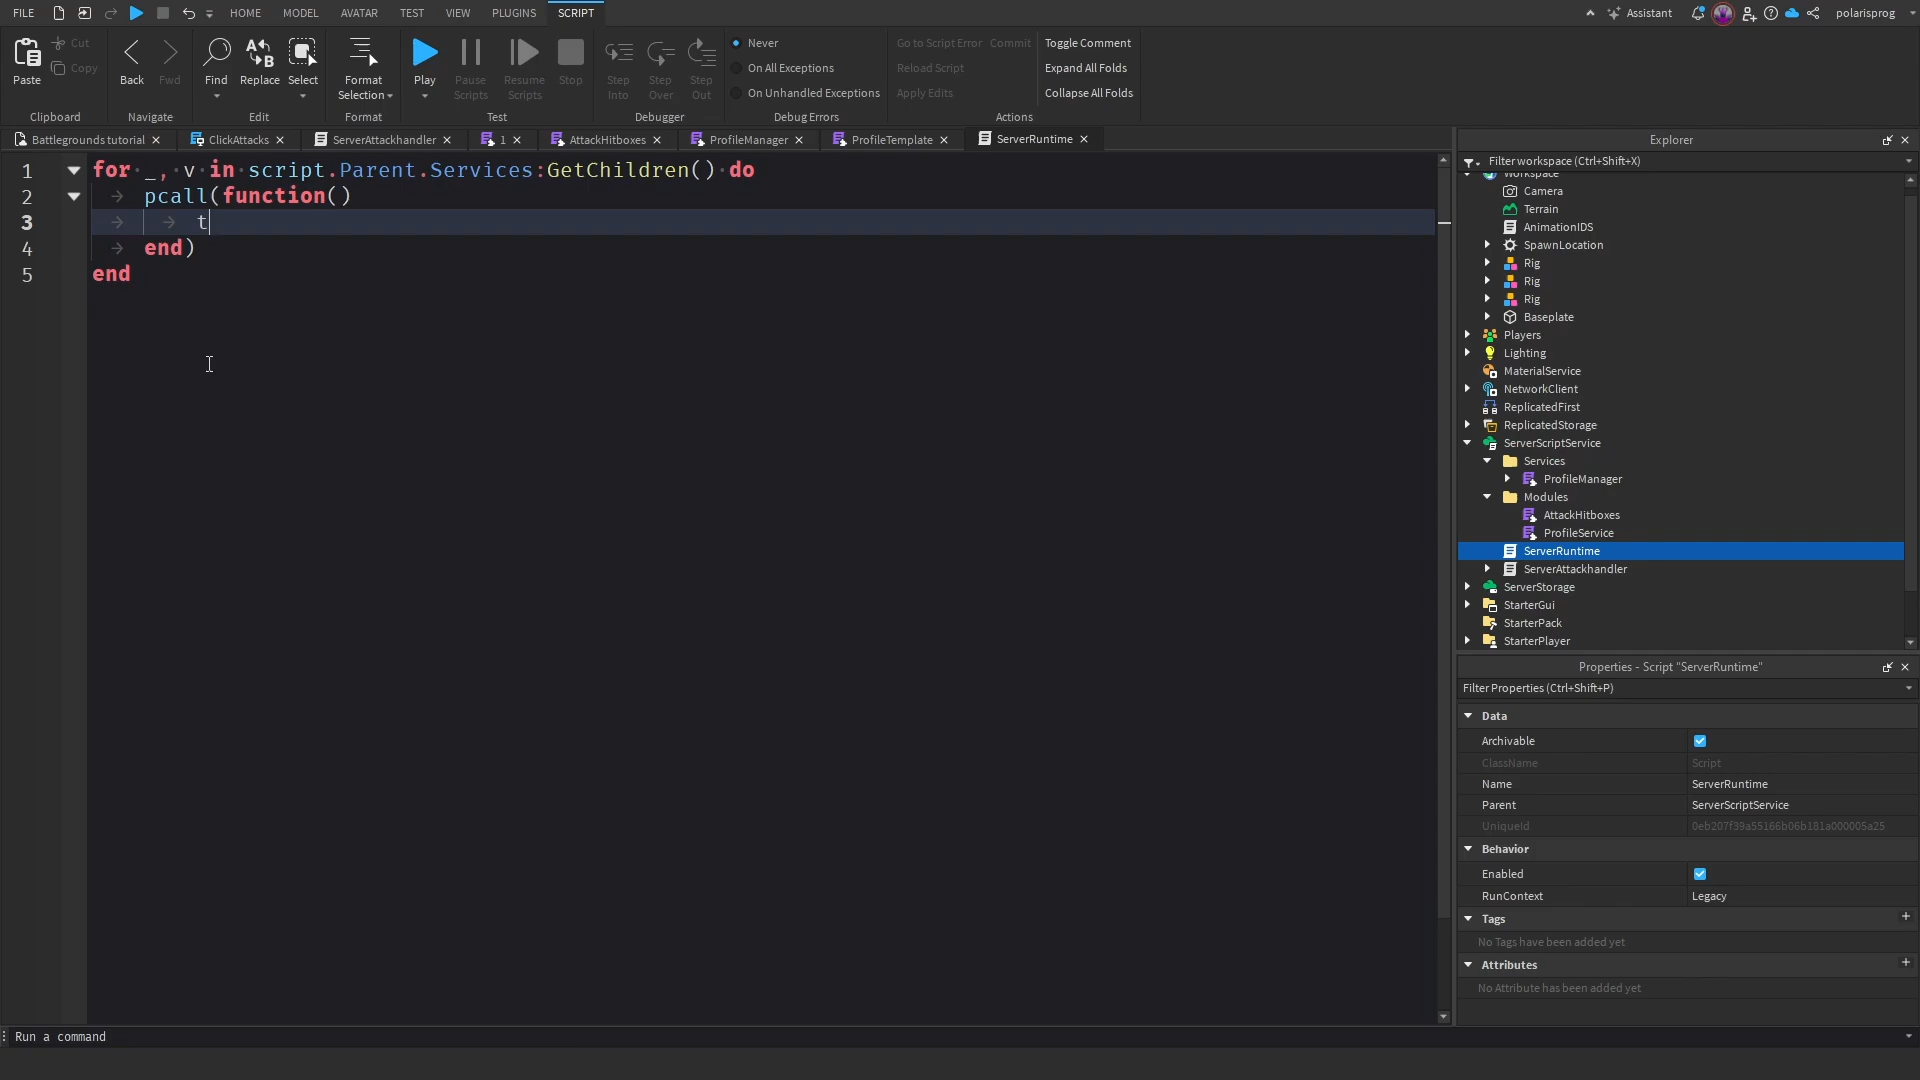 FILE HOME MODEL AVATAR TEST VIEW PLUGINS SCRIPT Assistant polarisprog
Paste Cut Copy Back Fwd Find Replace Select Format Selection Play Pause Scripts Resume Scripts Stop Step Into Step Over Step Out
Never
On All Exceptions
On Unhandled Exceptions
Go to Script Error Commit
Reload Script
Apply Edits
Toggle Comment
Expand All Folds
Collapse All Folds
Clipboard Navigate Edit Format Test Debugger Debug Errors Actions
Battlegrounds tutorial ClickAttacks ServerAttackhandler 1 AttackHitboxes ProfileManager ProfileTemplate ServerRuntime
1 for _, v in script.Parent.Services:GetChildren() do
2 pcall(function()
3 t
4 end)
5 end
Explorer
Filter workspace (Ctrl+Shift+X)
Workspace
Camera
Terrain
AnimationIDS
SpawnLocation
Rig
Rig
Rig
Baseplate
Players
Lighting
MaterialService
NetworkClient
ReplicatedFirst
ReplicatedStorage
ServerScriptService
Services
ProfileManager
Modules
AttackHitboxes
ProfileService
ServerRuntime
ServerAttackhandler
ServerStorage
StarterGui
StarterPack
StarterPlayer
Properties - Script "ServerRuntime"
Filter Properties (Ctrl+Shift+P)
Data
Archivable
ClassName Script
Name ServerRuntime
Parent ServerScriptService
UniqueId 0eb207f39a55166b06b181a000005a25
Behavior
Enabled
RunContext Legacy
Tags +
No Tags have been added yet
Attributes +
No Attribute has been added yet
Run a command